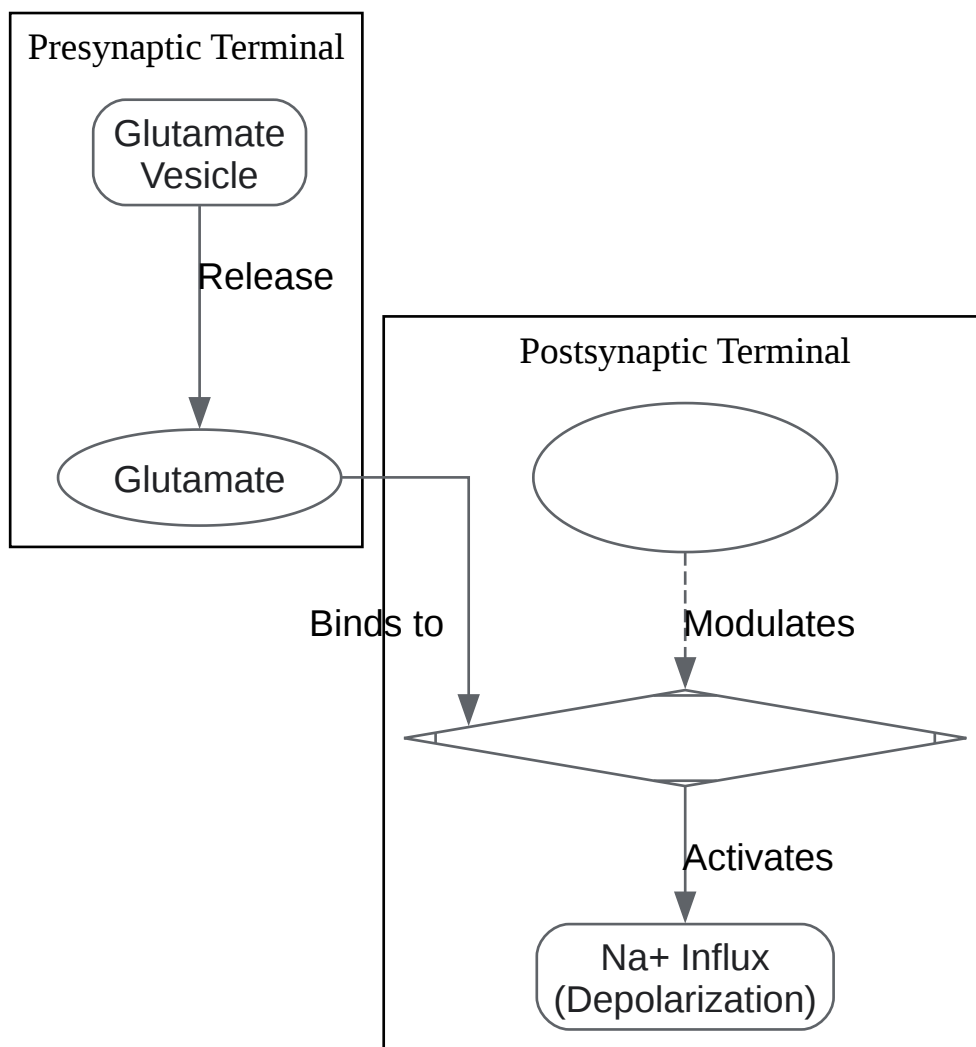 Presynaptic Terminal
Glutamate
Vesicle
Release
Glutamate
Postsynaptic Terminal
Binds to
Modulates
Activates
Na+ Influx
(Depolarization)